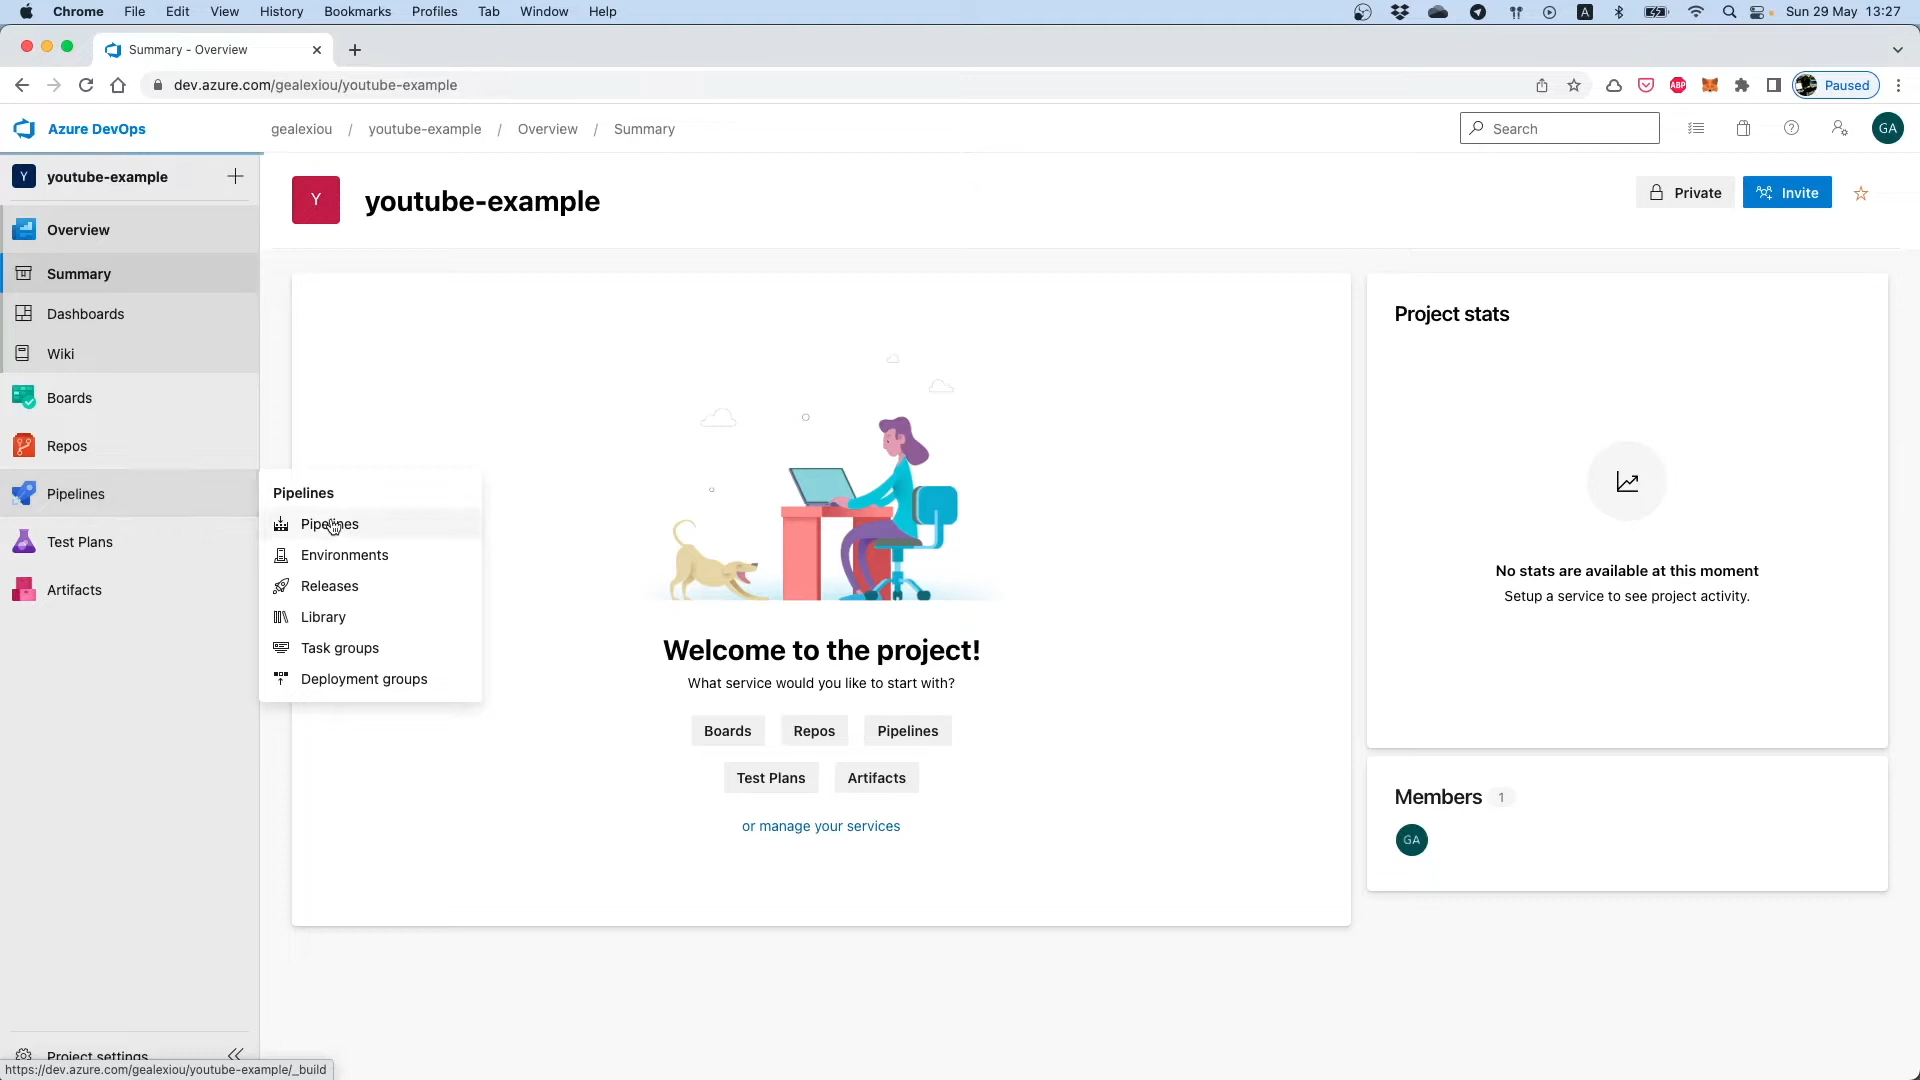 Chrome File Edit View History Bookmarks Profiles Tab Window Help A Sun 29 May 13:27
Summary - Overview
dev.azure.com/gealexiou/youtube-example ABP Paused
Azure DevOps gealexiou / youtube-example / Overview / Summary Search GA
Y youtube-example
Y youtube-example Private Invite
Overview
Summary
Dashboards
Wiki
Boards
Repos
Pipelines
Test Plans
Artifacts
Pipelines
Pipelines
Environments
Releases
Library
Task groups
Deployment groups
Welcome to the project!
What service would you like to start with?
Boards Repos Pipelines
Test Plans Artifacts
or manage your services
Project stats
No stats are available at this moment
Setup a service to see project activity.
Members 1
GA
Project settings
https://dev.azure.com/gealexiou/youtube-example/_build